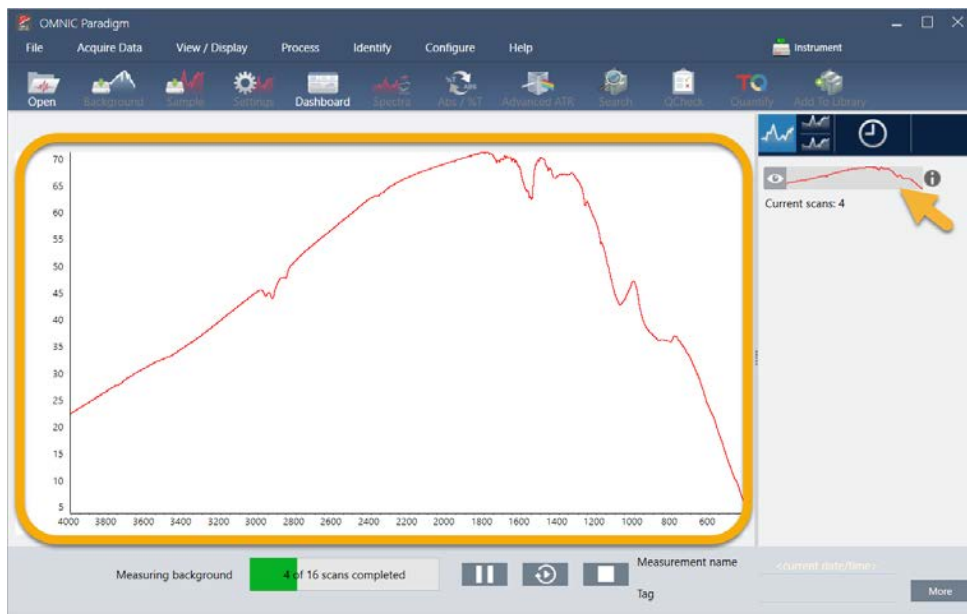 OMNIC Paradigm
File Acquire Data View / Display Process Identify Configure Help Instrument
Open Background Sample Settings Dashboard Spectra Abs / %T Advanced ATR Search QCheck Quantify Add To Library
TQ
Current scans: 4
70
65
60
55
50
45
40
35
30
25
20
15
10
5
4000 3800 3600 3400 3200 3000 2800 2600 2400 2200 2000 1800 1600 1400 1200 1000 800 600
Measuring background 4 of 16 scans completed
Measurement name <current date/time>
Tag
More